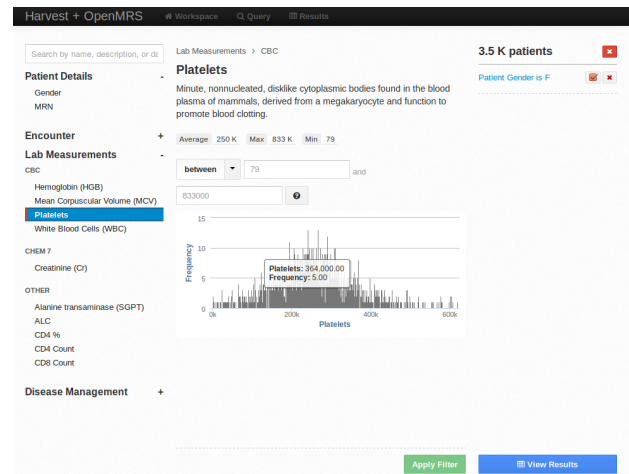 Harvest + OpenMRS
Workspace
Query
Results
Search by name, description, or da
Patient Details -
Gender
MRN
Encounter +
Lab Measurements -
CBC
Hemoglobin (HGB)
Mean Corpuscular Volume (MCV)
Platelets
White Blood Cells (WBC)
CHEM 7
Creatinine (Cr)
OTHER
Alanine transaminase (SGPT)
ALC
CD4 %
CD4 Count
CD8 Count
Disease Management +
Lab Measurements > CBC
Platelets
Minute, nonnucleated, disklike cytoplasmic bodies found in the blood
plasma of mammals, derived from a megakaryocyte and function to
promote blood clotting.
Average 250 K Max 833 K Min 79
between 79 and
833000 ?
15
10
5
0
Frequency
Platelets: 364,000.00
Frequency: 5.00
0k 200k 400k 600k
Platelets
Apply Filter
3.5 K patients
Patient Gender is F
View Results